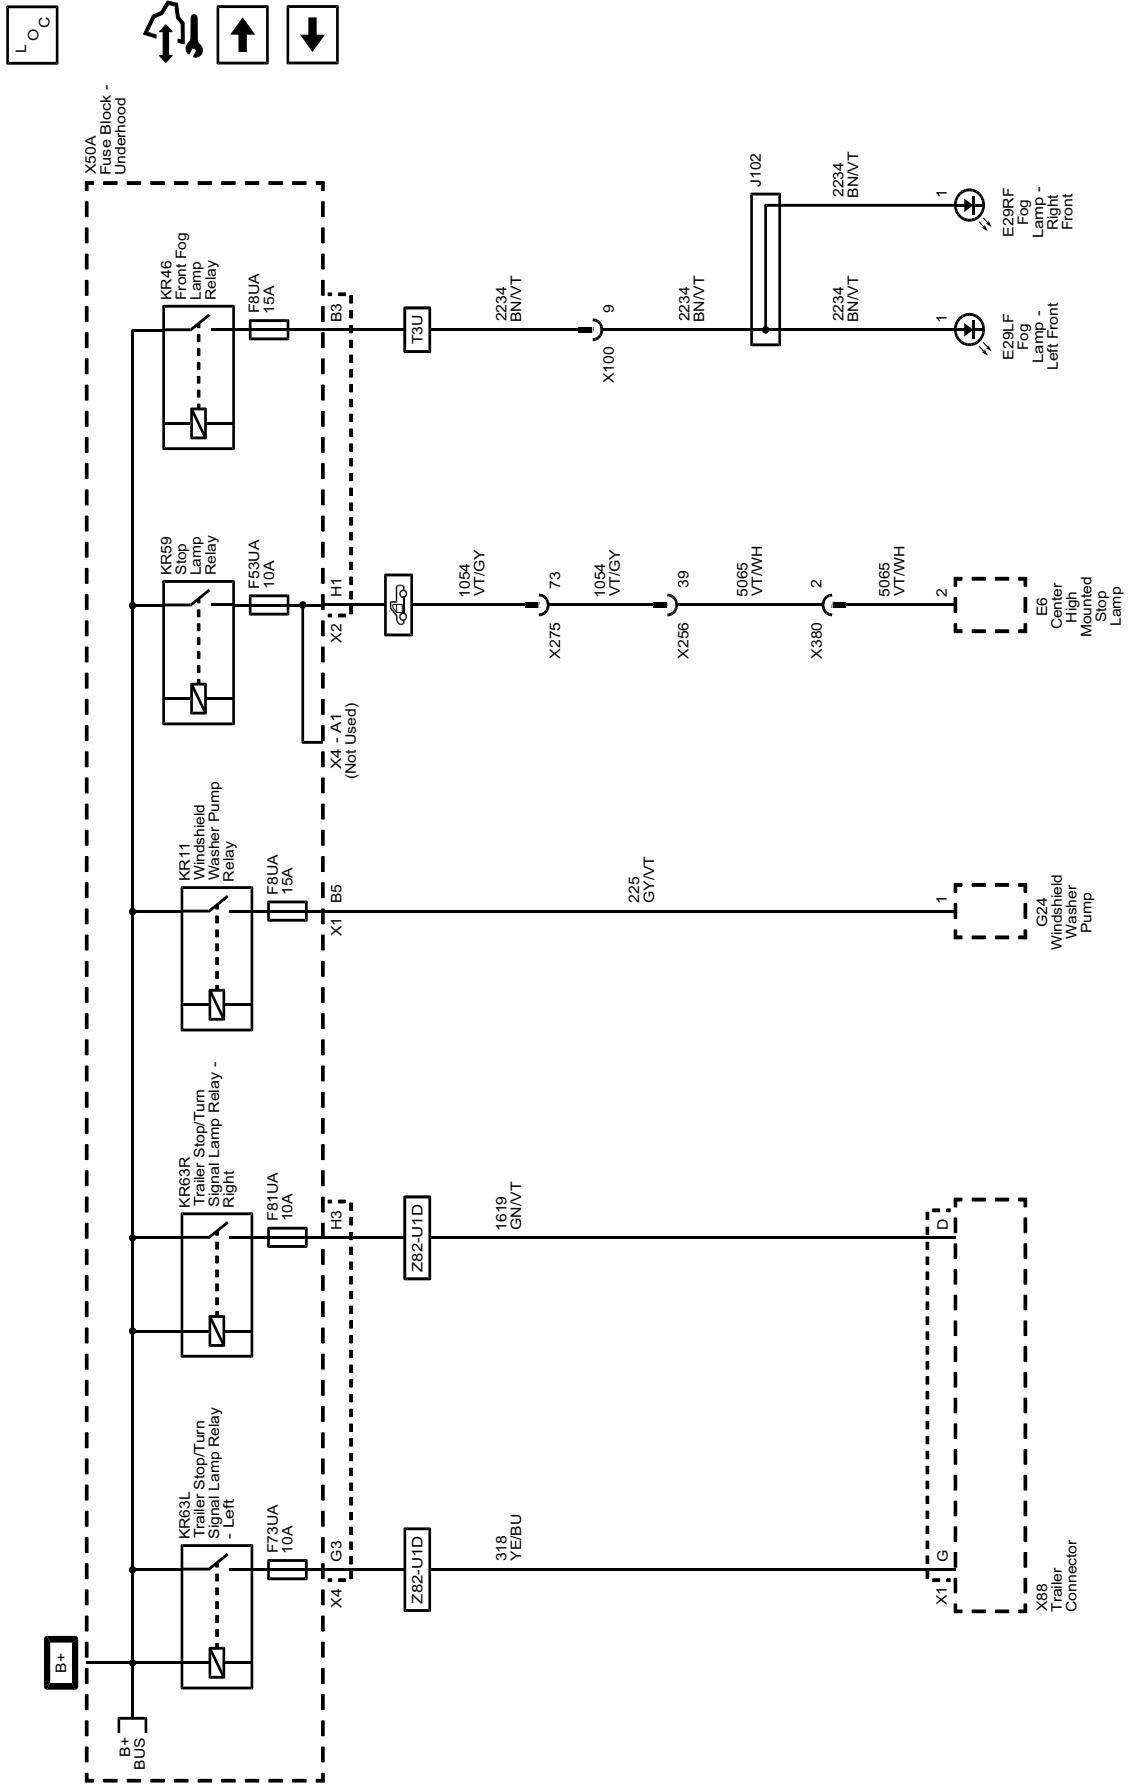 L O C
B+
B+
BUS
X50A
Fuse Block -
Underhood
KR63L
Trailer Stop/Turn
Signal Lamp Relay
- Left
F73UA
10A
X4
G3
Z82-U1D
318
YE/BU
X1
G
X88
Trailer
Connector
KR63R
Trailer Stop/Turn
Signal Lamp Relay -
Right
F81UA
10A
H3
Z82-U1D
1619
GN/VT
D
KR11
Windshield
Washer Pump
Relay
F8UA
15A
X1
B5
225
GY/VT
1
G24
Windshield
Washer
Pump
KR59
Stop
Lamp
Relay
F53UA
10A
X4 - A1
(Not Used)
X2
H1
1054
VT/GY
X275
73
1054
VT/GY
X256
39
5065
VT/WH
X380
2
5065
VT/WH
2
E6
Center
High
Mounted
Stop
Lamp
KR46
Front Fog
Lamp
Relay
F8UA
15A
B3
T3U
2234
BN/VT
X100
9
2234
BN/VT
J102
2234
BN/VT
1
E29LF
Fog
Lamp -
Left Front
2234
BN/VT
1
E29RF
Fog
Lamp -
Right
Front